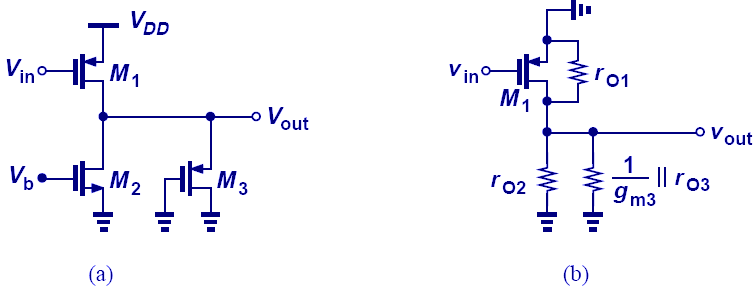 V_DD
V_in
M_1
V_out
V_b
M_2
M_3
(a)
v_in
M_1
r_O1
v_out
r_O2
1/g_m3 || r_O3
(b)